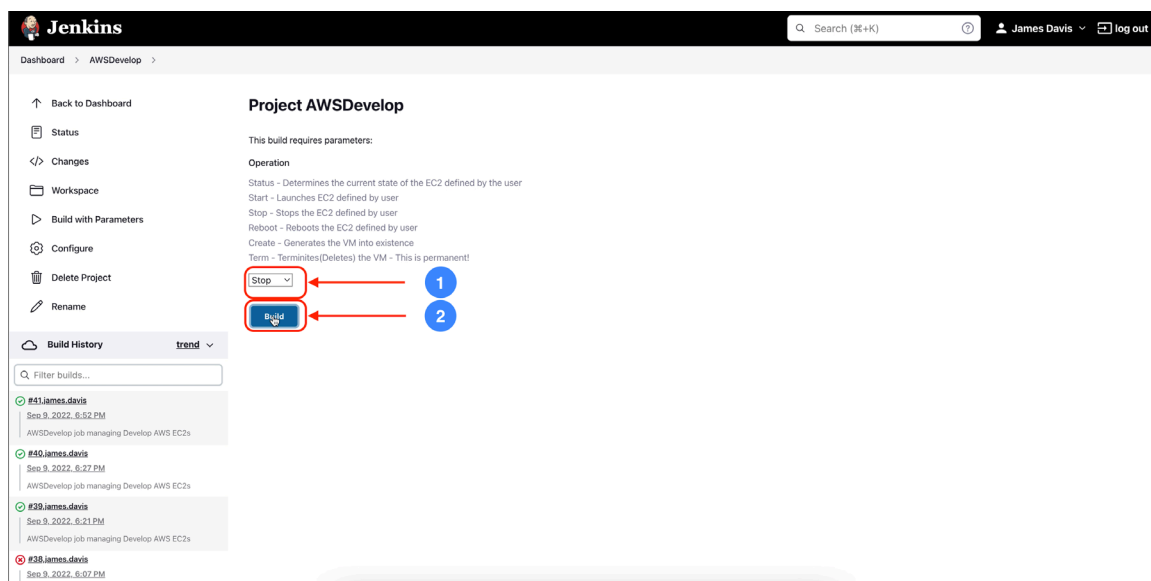 Jenkins
Search (⌘+K)
James Davis
log out
Dashboard > AWSDevelop >
Back to Dashboard
Status
Changes
Workspace
Build with Parameters
Configure
Delete Project
Rename
Build History
trend
Filter builds...
#41,james.davis
Sep 9, 2022, 6:52 PM
AWSDevelop job managing Develop AWS EC2s
#40,james.davis
Sep 9, 2022, 6:27 PM
AWSDevelop job managing Develop AWS EC2s
#39,james.davis
Sep 9, 2022, 6:21 PM
AWSDevelop job managing Develop AWS EC2s
#38,james.davis
Sep 9, 2022, 6:07 PM
Project AWSDevelop
This build requires parameters:
Operation
Status - Determines the current state of the EC2 defined by the user
Start - Launches EC2 defined by user
Stop - Stops the EC2 defined by user
Reboot - Reboots the EC2 defined by user
Create - Generates the VM into existence
Term - Terminites(Deletes) the VM - This is permanent!
Stop
1
Build
2